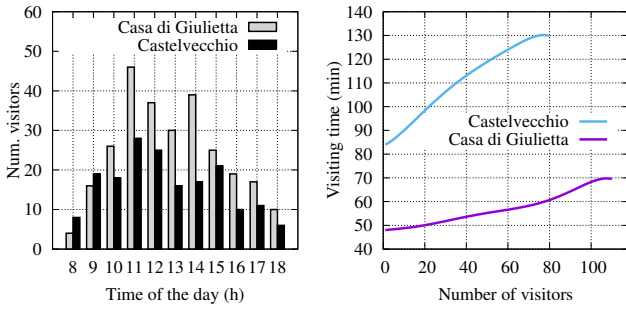 60
50
40
30
20
10
0
Num. visitors
Casa di Giulietta
Castelvecchio
8 9 10 11 12 13 14 15 16 17 18
Time of the day (h)
140
130
120
110
100
90
80
70
60
50
40
Visiting time (min)
Castelvecchio
Casa di Giulietta
0 20 40 60 80 100
Number of visitors